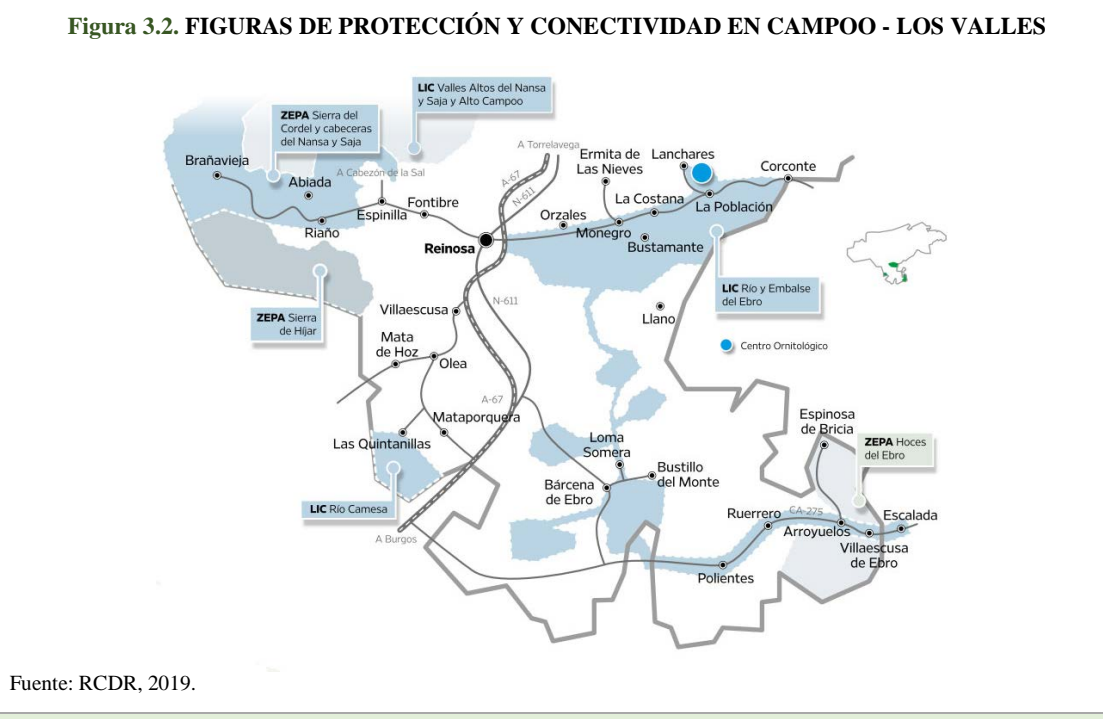 Figura 3.2. FIGURAS DE PROTECCIÓN Y CONECTIVIDAD EN CAMPOO - LOS VALLES
LIC Valles Altos del Nansa
y Saja y Alto Campoo
ZEPA Sierra del
Cordel y cabeceras
del Nansa y Saja
A Torrelavega
Brañavieja
A Cabezón de la Sal
Abiada
Riaño
Espinilla
Fontibre
Reinosa
A-67
N-611
Ermita de
Las Nieves
Lanchares
Corconte
La Costana
La Población
Orzales
Monegro
Bustamante
LIC Río y Embalse
del Ebro
ZEPA Sierra
de Híjar
Villaescusa
N-611
Llano
Centro Ornitológico
Mata
de Hoz
Olea
A-67
Mataporquera
Las Quintanillas
LIC Río Camesa
A Burgos
Loma
Somera
Bustillo
del Monte
Bárcena
de Ebro
Espinosa
de Bricia
ZEPA Hoces
del Ebro
Ruerrero
CA-275
Arroyuelos
Escalada
Villaescusa
de Ebro
Polientes
Fuente: RCDR, 2019.